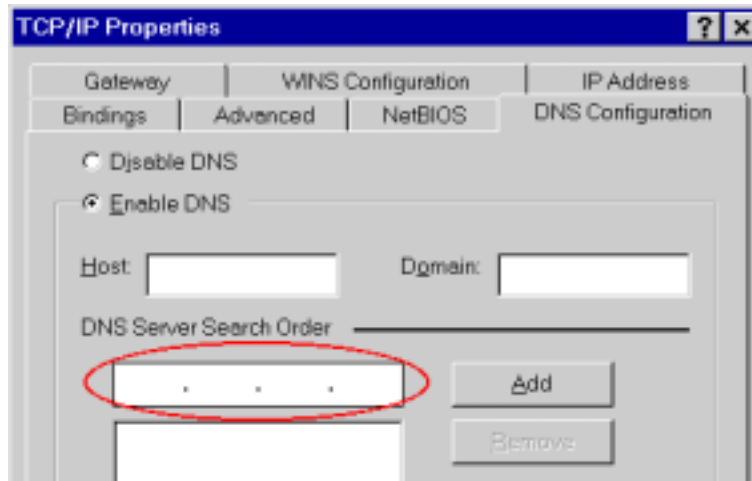 TCP/IP Properties ? ×
Gateway WINS Configuration IP Address
Bindings Advanced NetBIOS DNS Configuration
Disable DNS
Enable DNS
Host: Domain:
DNS Server Search Order
. . . Add
Remove